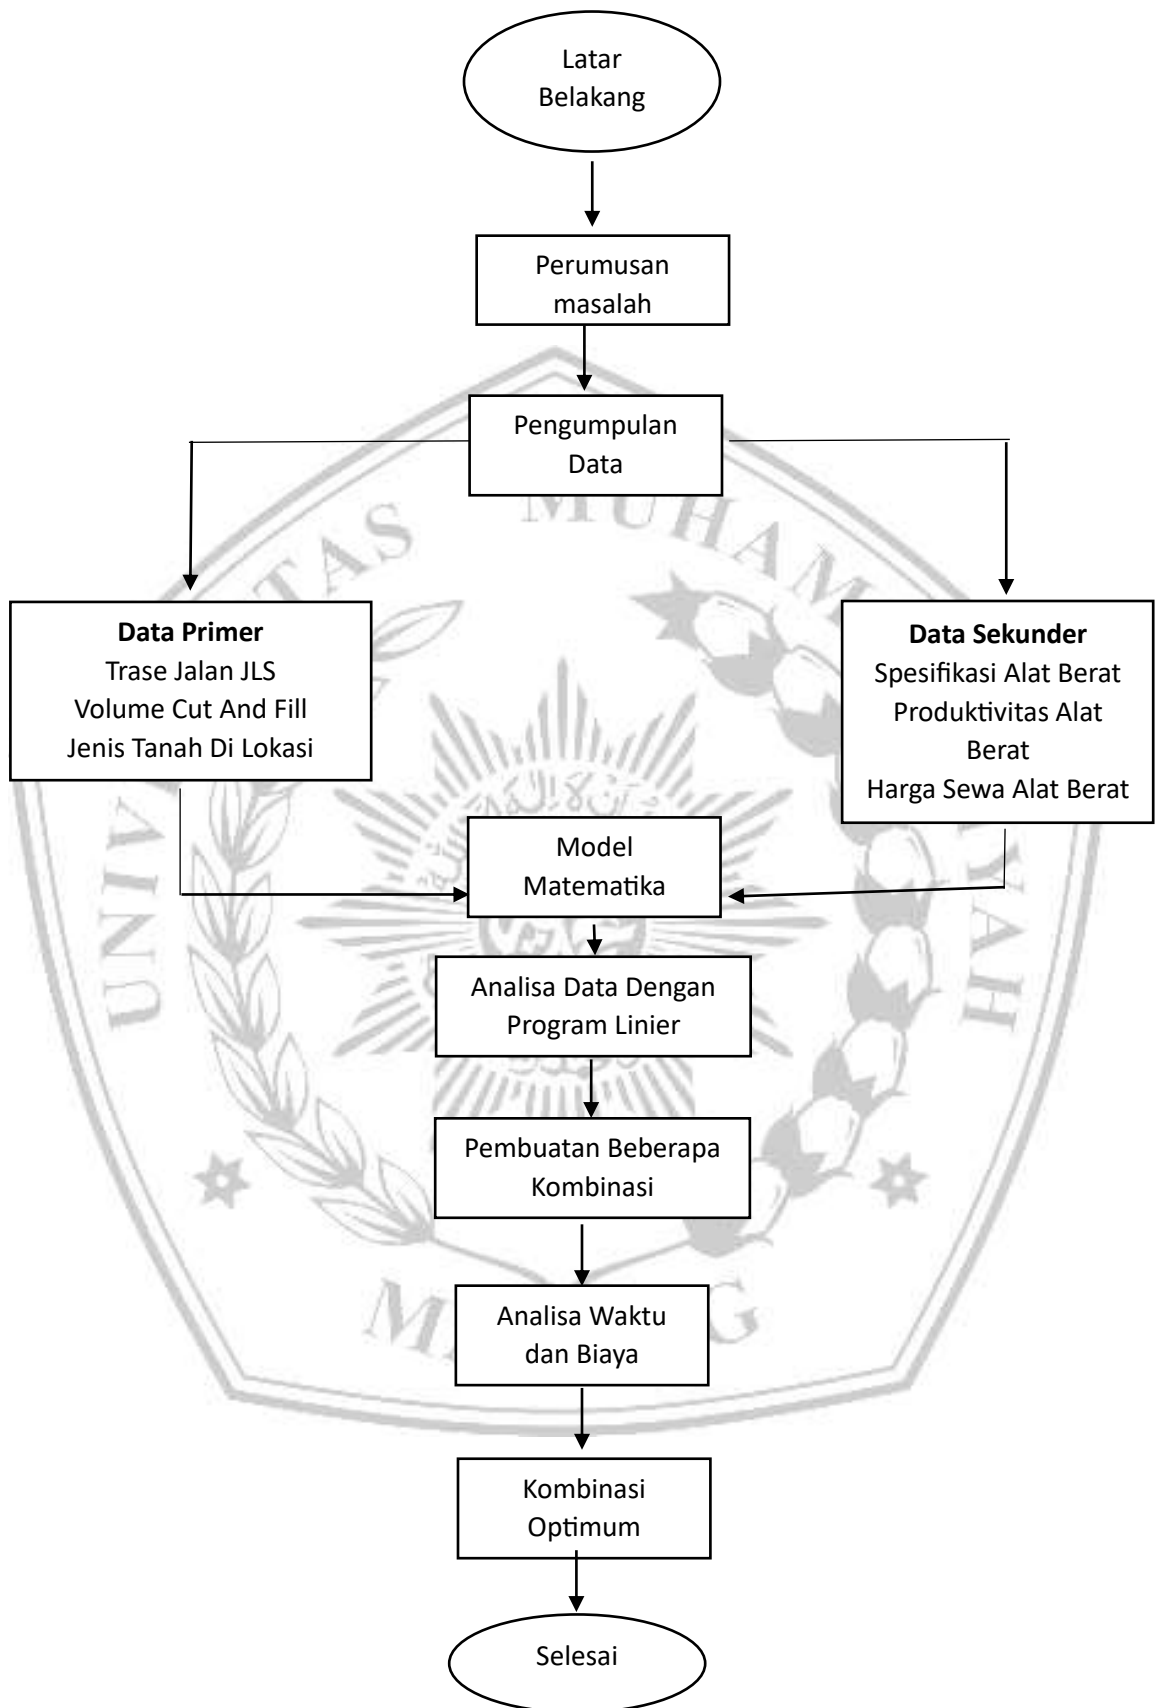 Latar
Belakang
Perumusan
masalah
Pengumpulan
Data
Data Primer
Trase Jalan JLS
Volume Cut And Fill
Jenis Tanah Di Lokasi
Data Sekunder
Spesifikasi Alat Berat
Produktivitas Alat
Berat
Harga Sewa Alat Berat
Model
Matematika
Analisa Data Dengan
Program Linier
Pembuatan Beberapa
Kombinasi
Analisa Waktu
dan Biaya
Kombinasi
Optimum
Selesai